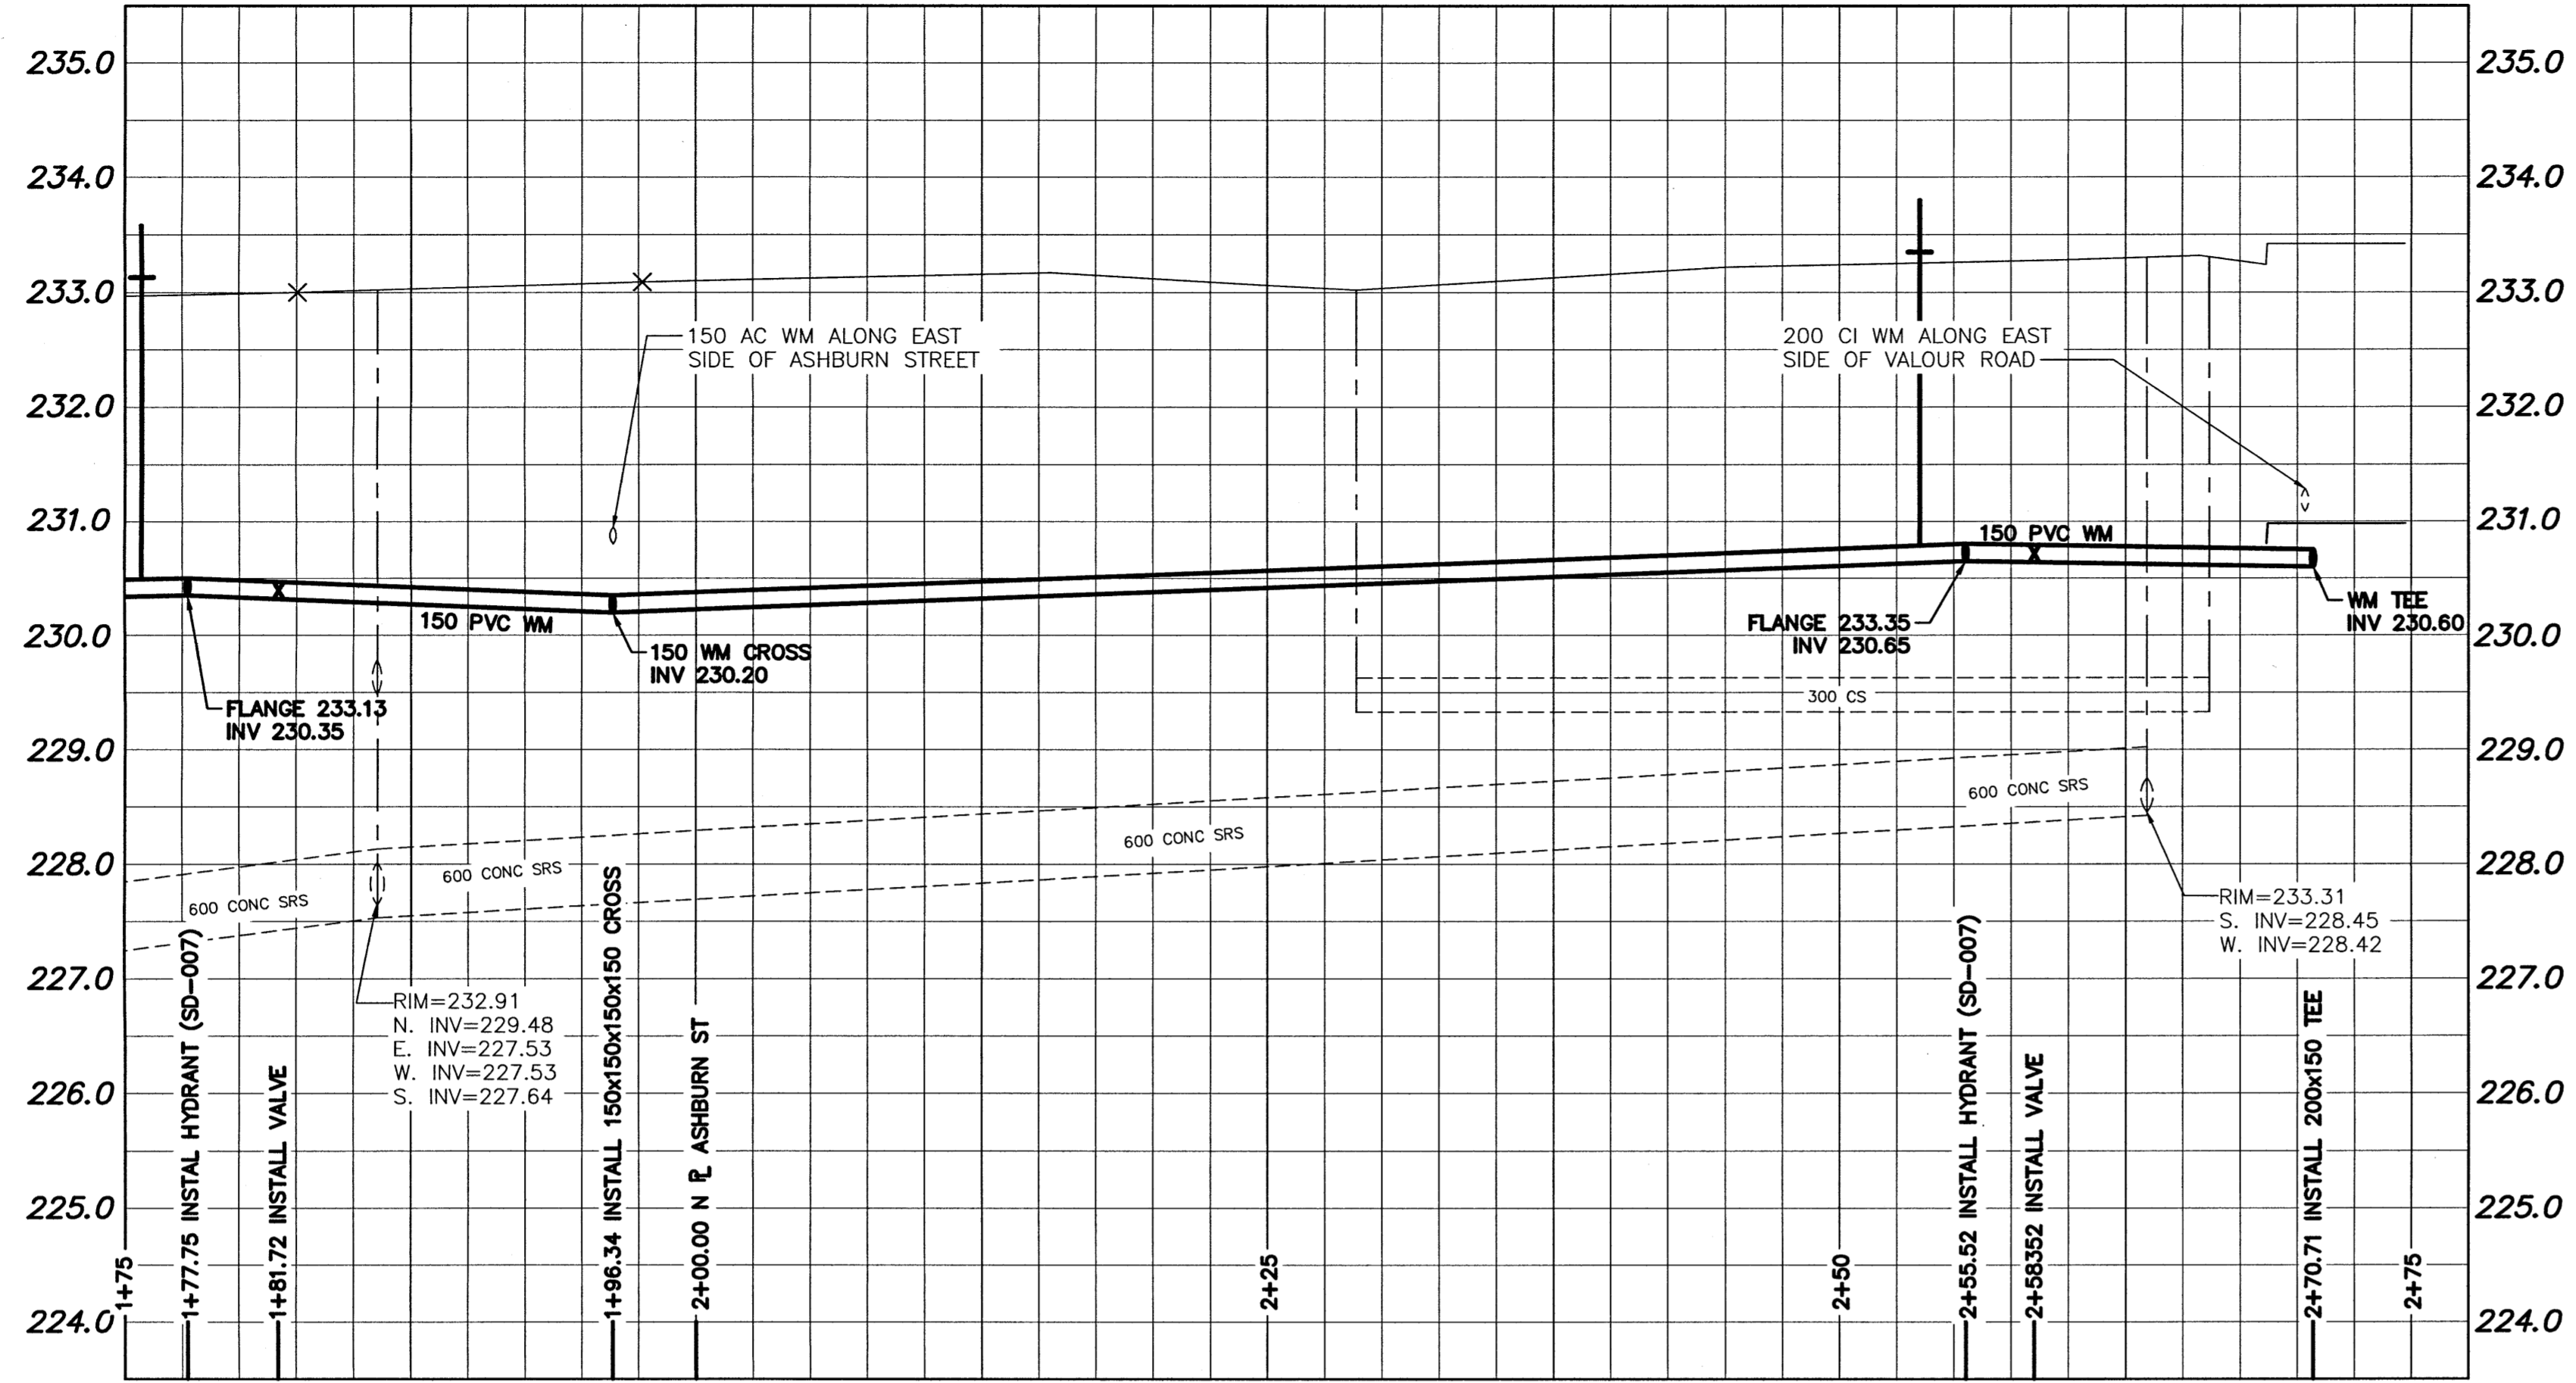 235.0
235.0
234.0
234.0
233.0
233.0
150 AC WM ALONG EAST
SIDE OF ASHBURN STREET
200 CI WM ALONG EAST
SIDE OF VALOUR ROAD
232.0
232.0
231.0
231.0
150 PVC WM
150 PVC WM
230.0
230.0
WM TEE
INV 230.60
FLANGE 233.35
INV 230.65
150 WM CROSS
INV 230.20
FLANGE 233.13
INV 230.35
300 CS
229.0
229.0
600 CONC SRS
600 CONC SRS
600 CONC SRS
600 CONC SRS
228.0
228.0
RIM=233.31
S. INV=228.45
W. INV=228.42
227.0
227.0
RIM=232.91
N. INV=229.48
E. INV=227.53
W. INV=227.53
S. INV=227.64
226.0
226.0
225.0
225.0
224.0
224.0
1+75
1+77.75 INSTAL HYDRANT (SD-007)
1+81.72 INSTALL VALVE
1+96.34 INSTALL 150x150x150x150 CROSS
2+00.00 N PL ASHBURN ST
2+25
2+50
2+55.52 INSTALL HYDRANT (SD-007)
2+58352 INSTALL VALVE
2+70.71 INSTALL 200x150 TEE
2+75